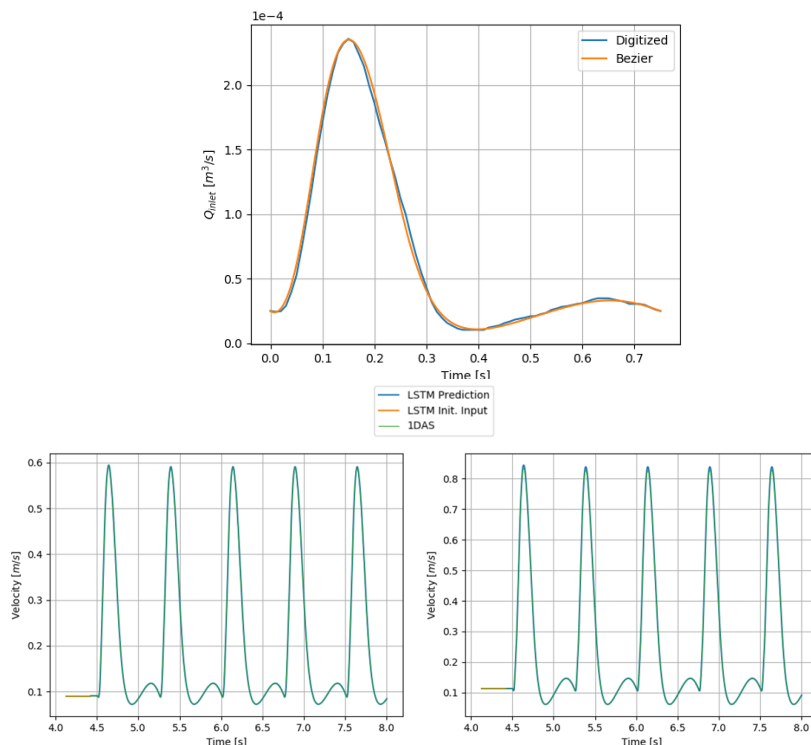 1e−4
Digitized
Bezier
2.0
1.5
1.0
0.5
0.0
Q_inlet [m³/s]
0.0 0.1 0.2 0.3 0.4 0.5 0.6 0.7
Time [s]
LSTM Prediction
LSTM Init. Input
1DAS
0.6
0.5
0.4
0.3
0.2
0.1
Velocity [m/s]
4.0 4.5 5.0 5.5 6.0 6.5 7.0 7.5 8.0
Time [s]
0.8
0.7
0.6
0.5
0.4
0.3
0.2
0.1
Velocity [m/s]
4.0 4.5 5.0 5.5 6.0 6.5 7.0 7.5 8.0
Time [s]